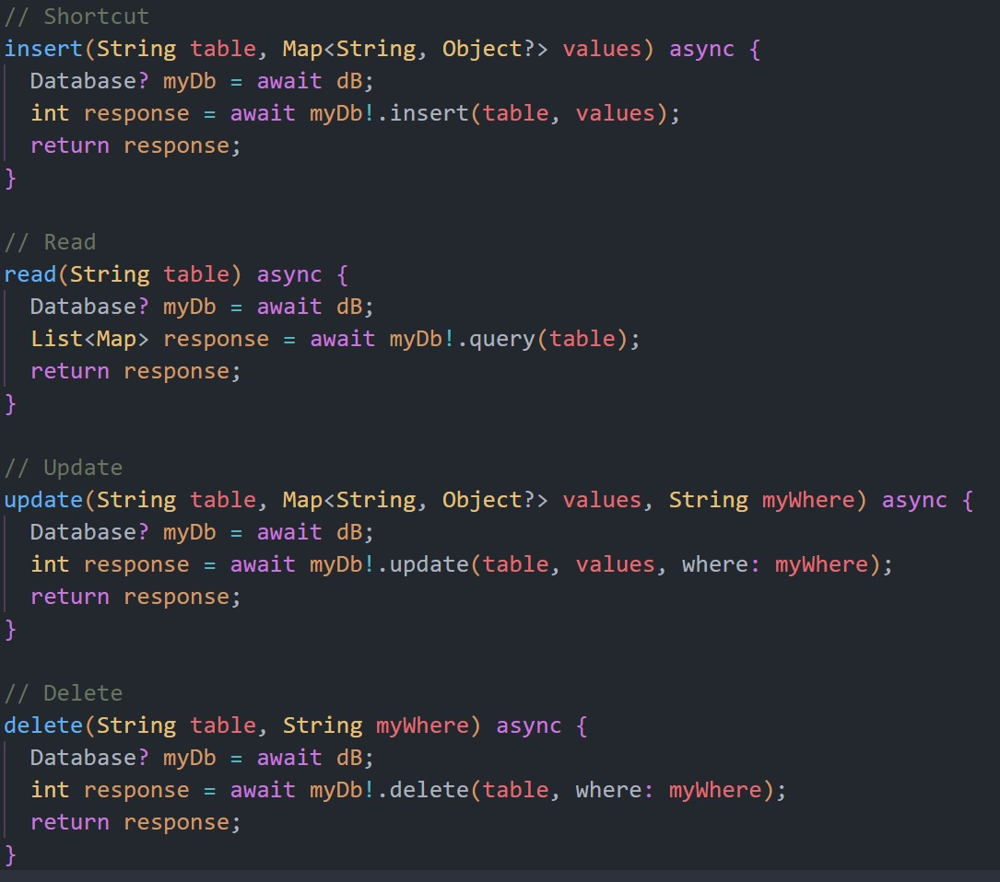 // Shortcut
insert(String table, Map<String, Object?> values) async {
  Database? myDb = await dB;
  int response = await myDb!.insert(table, values);
  return response;
}

// Read
read(String table) async {
  Database? myDb = await dB;
  List<Map> response = await myDb!.query(table);
  return response;
}

// Update
update(String table, Map<String, Object?> values, String myWhere) async {
  Database? myDb = await dB;
  int response = await myDb!.update(table, values, where: myWhere);
  return response;
}

// Delete
delete(String table, String myWhere) async {
  Database? myDb = await dB;
  int response = await myDb!.delete(table, where: myWhere);
  return response;
}